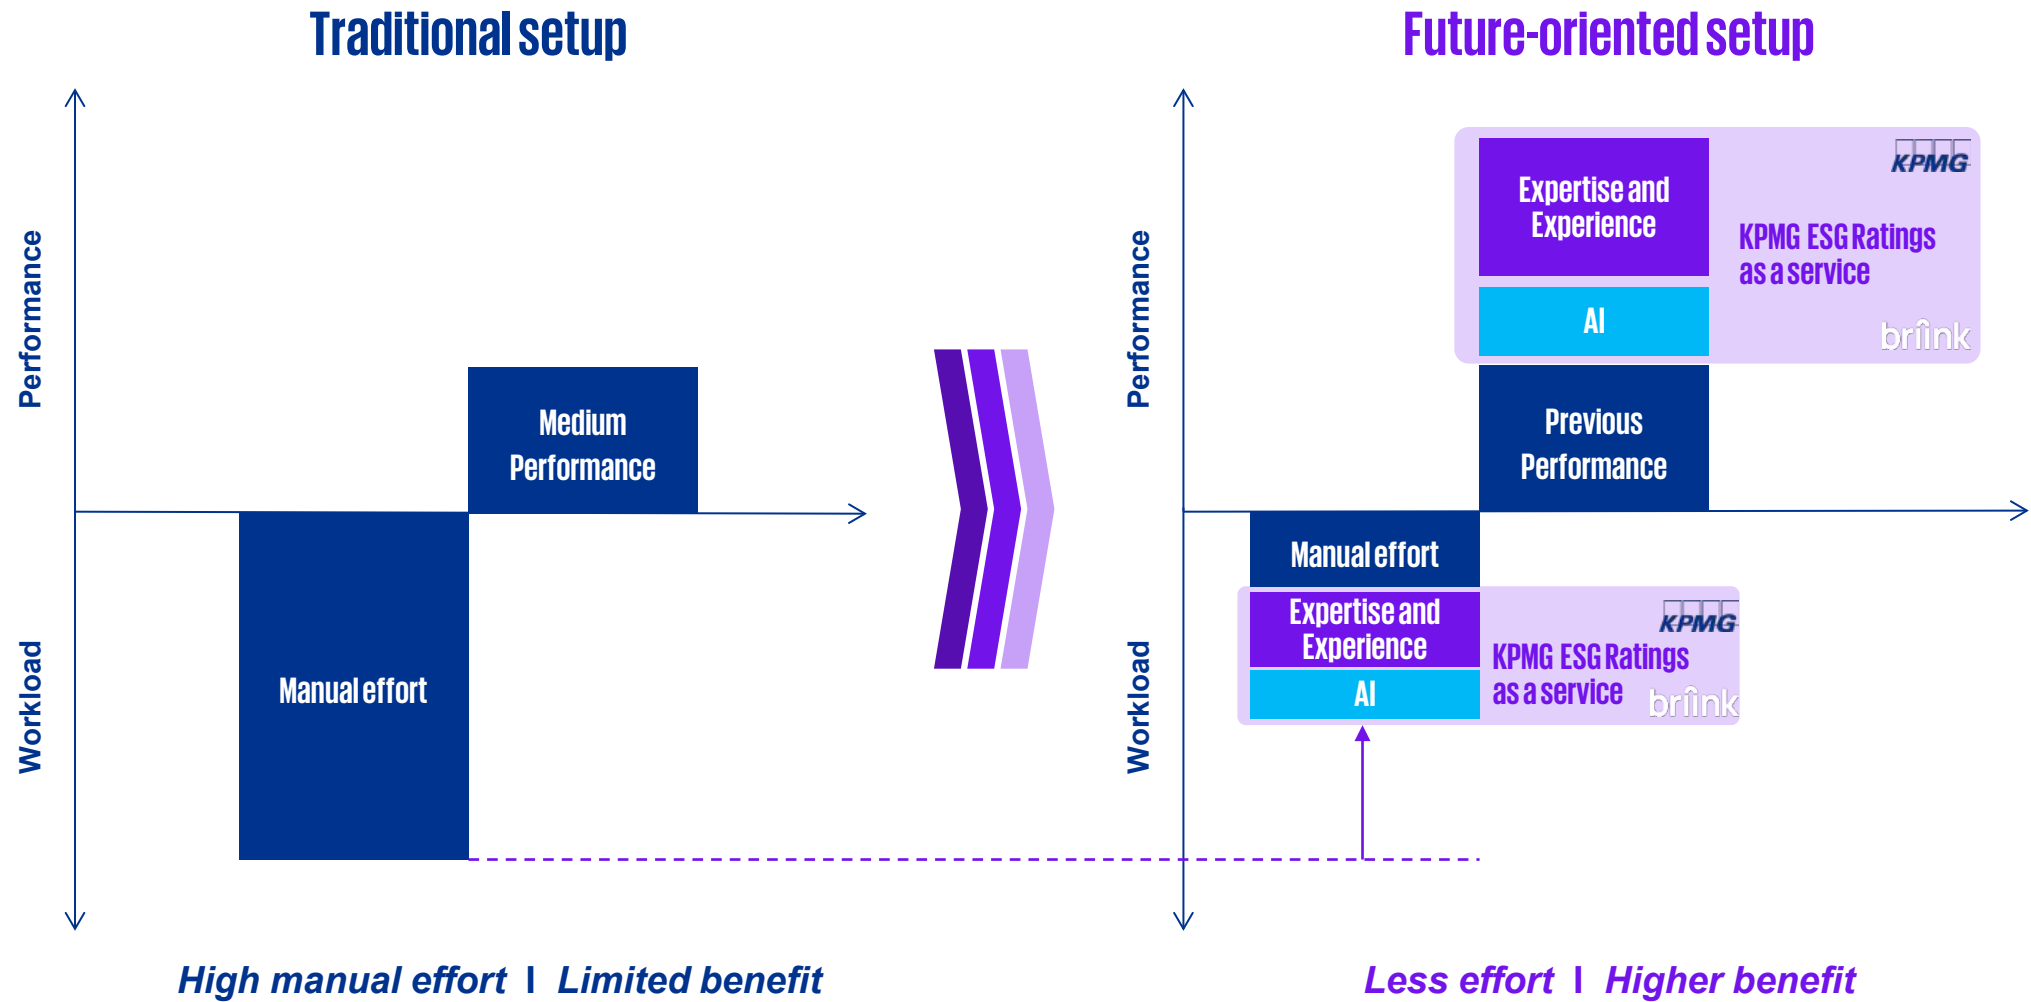 Traditional setup
Performance
Workload
Medium
Performance
Manual effort
High manual effort I Limited benefit
Future-oriented setup
Performance
Workload
Expertise and
Experience
AI
KPMG
KPMG ESG Ratings
as a service
briink
Previous
Performance
Manual effort
Expertise and
Experience
AI
KPMG
KPMG ESG Ratings
as a service
briink
Less effort I Higher benefit